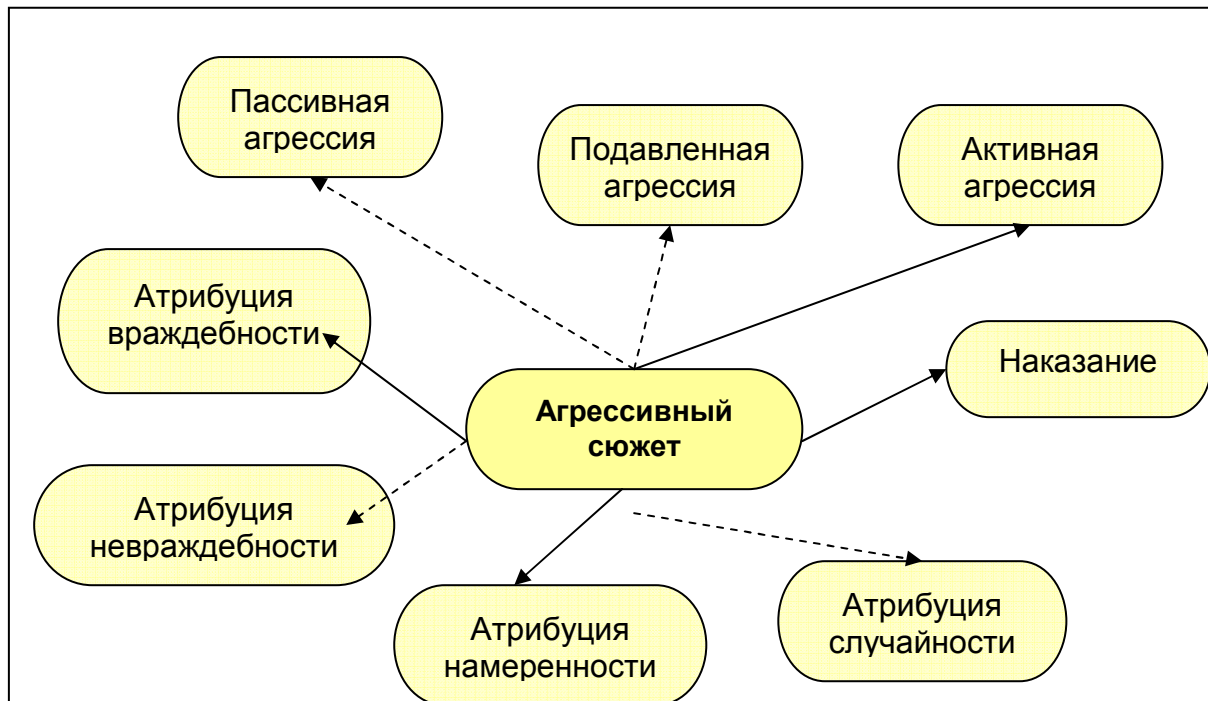 Пассивная
агрессия
Подавленная
агрессия
Активная
агрессия
Атрибуция
враждебности
Наказание
Агрессивный
сюжет
Атрибуция
невраждебности
Атрибуция
намеренности
Атрибуция
случайности